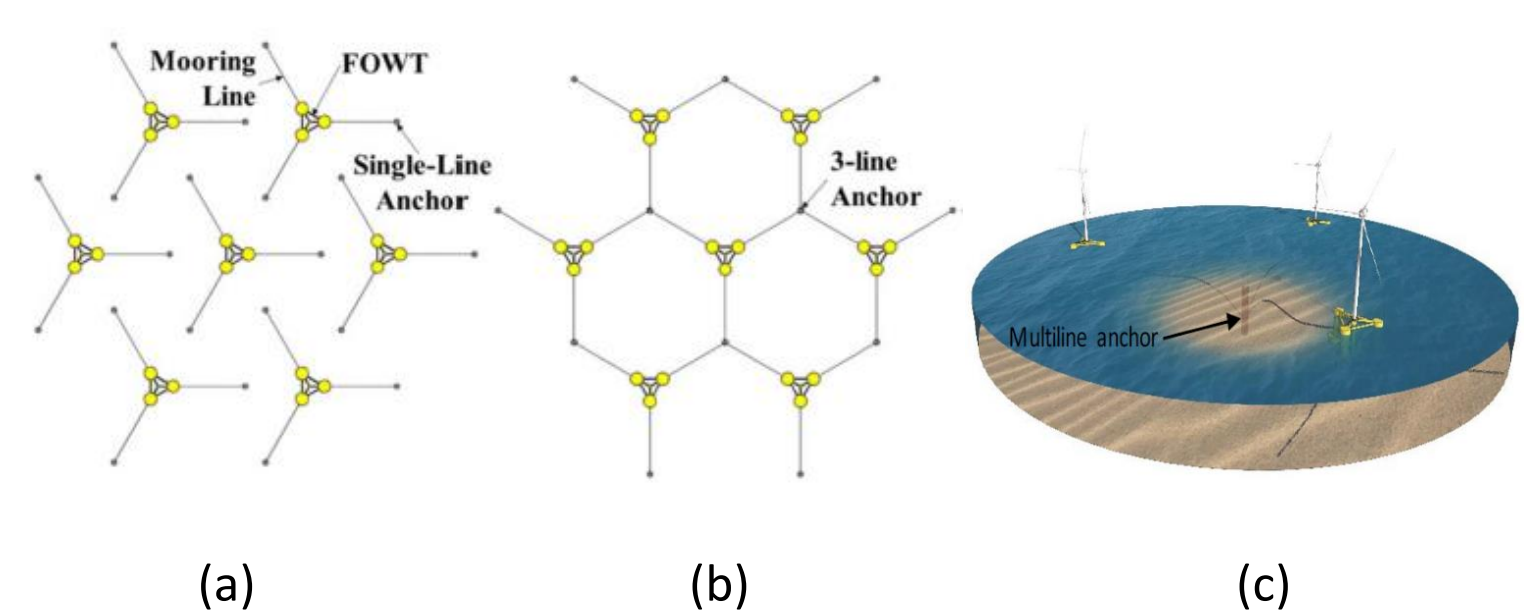 Mooring
Line
FOWT
Single-Line
Anchor
3-line
Anchor
Multiline anchor
(a)
(b)
(c)